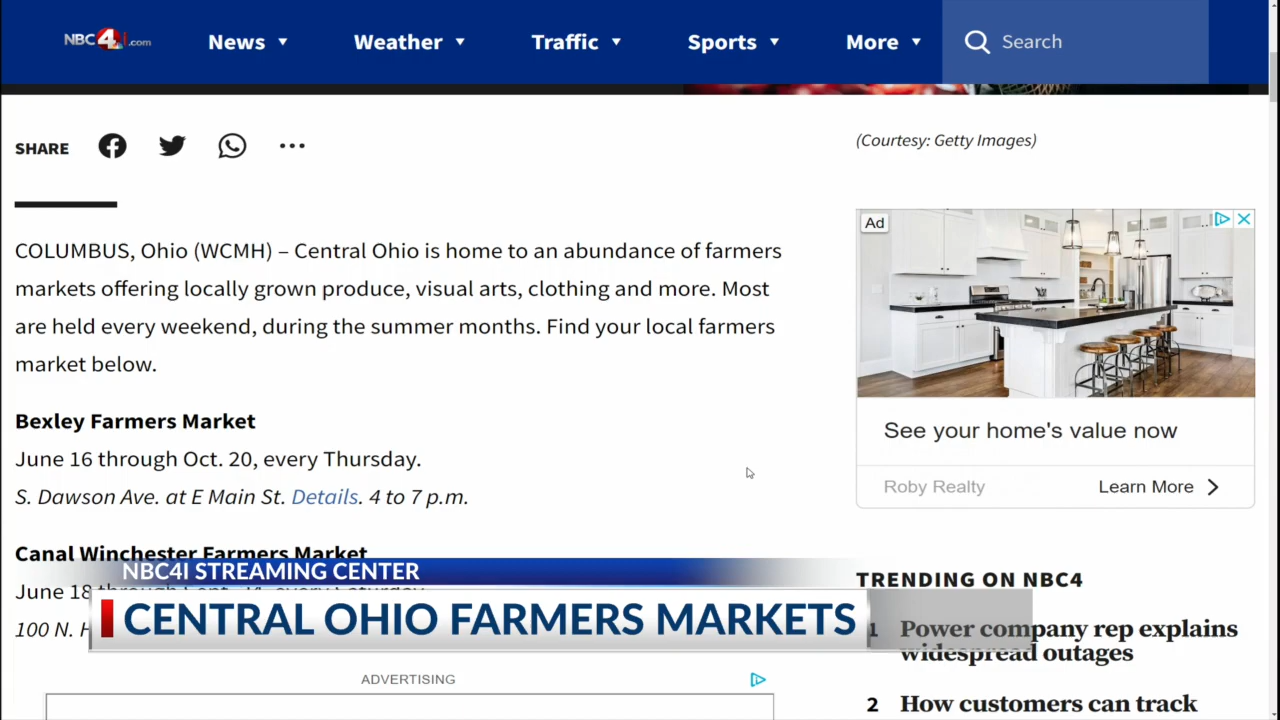 NBC4i.com
News
Weather
Traffic
Sports
More
Search
SHARE
(Courtesy: Getty Images)
COLUMBUS, Ohio (WCMH) – Central Ohio is home to an abundance of farmers
markets offering locally grown produce, visual arts, clothing and more. Most
are held every weekend, during the summer months. Find your local farmers
market below.
Bexley Farmers Market
June 16 through Oct. 20, every Thursday.
S. Dawson Ave. at E Main St. Details. 4 to 7 p.m.
Canal Winchester Farmers Market
June 18 through
100 N.
NBC4I STREAMING CENTER
CENTRAL OHIO FARMERS MARKETS
ADVERTISING
Ad
See your home's value now
Roby Realty
Learn More
TRENDING ON NBC4
1 Power company rep explains
widespread outages
2 How customers can track